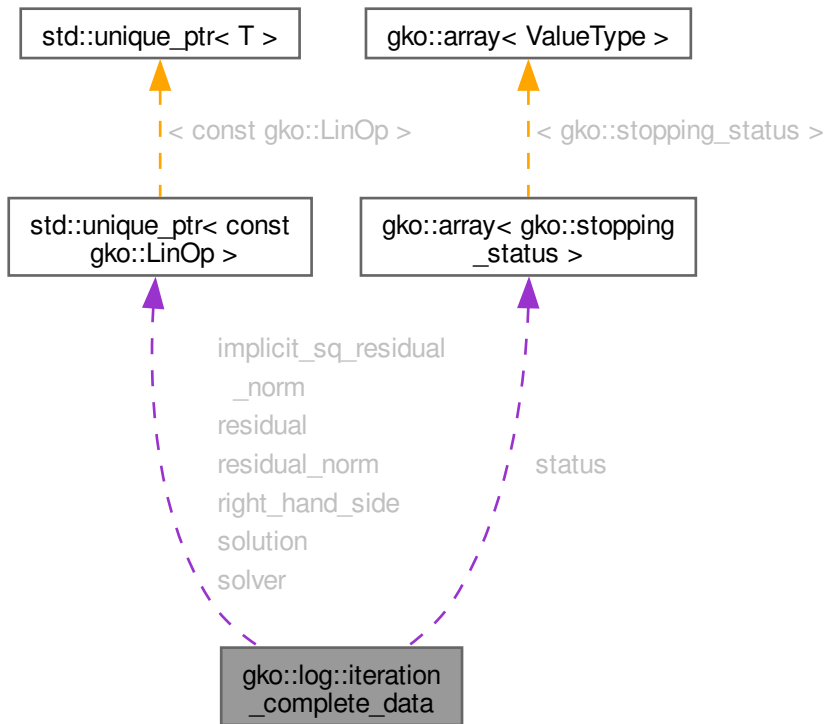 std::unique_ptr< T >
gko::array< ValueType >
< const gko::LinOp >
< gko::stopping_status >
std::unique_ptr< const
gko::LinOp >
gko::array< gko::stopping
_status >
implicit_sq_residual
_norm
residual
residual_norm
right_hand_side
solution
solver
status
gko::log::iteration
_complete_data